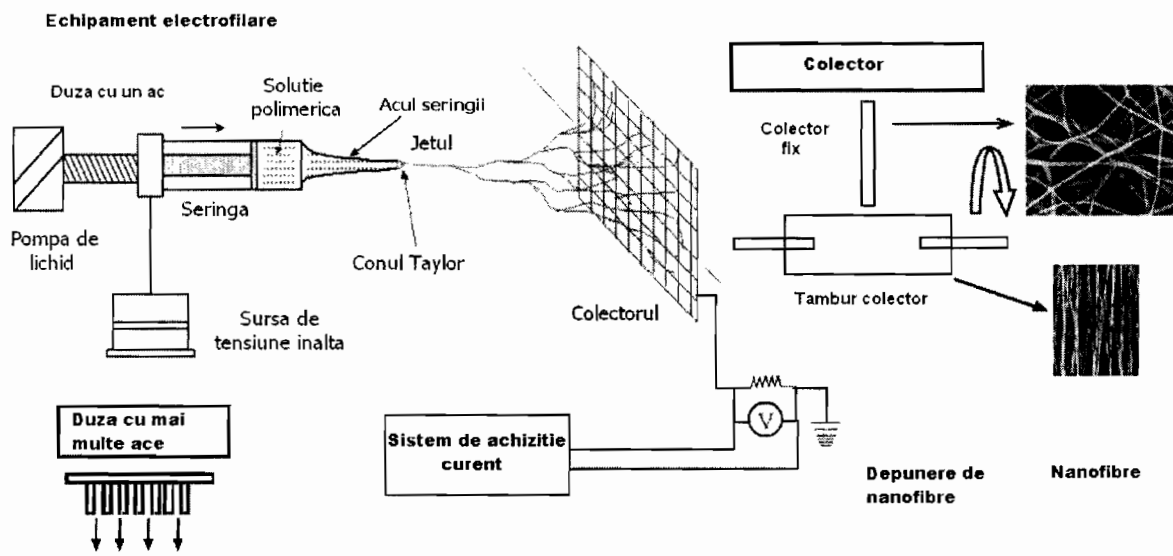 Echipament electrofilare
Duza cu un ac
Solutie
polimerica
Acul seringii
Jetul
Seringa
Pompa de
lichid
Conul Taylor
Sursa de
tensiune inalta
Colectorul
Colector
Colector
fix
Tambur colector
Duza cu mai
multe ace
Sistem de achizitie
curent
V
Depunere de
nanofibre
Nanofibre